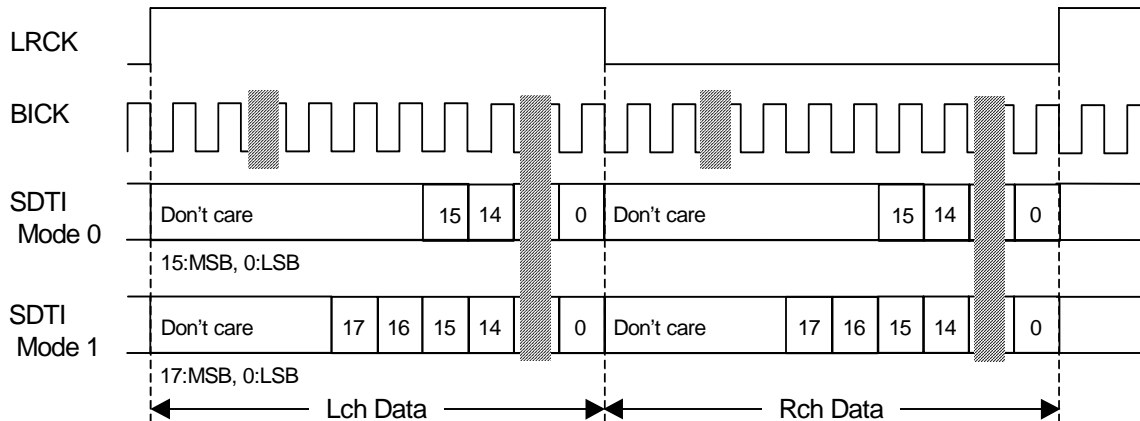 LRCK
BICK
SDTI
Mode 0
Don't care 15 14 0 Don't care 15 14 0
15:MSB, 0:LSB
SDTI
Mode 1
Don't care 17 16 15 14 0 Don't care 17 16 15 14 0
17:MSB, 0:LSB
Lch Data Rch Data